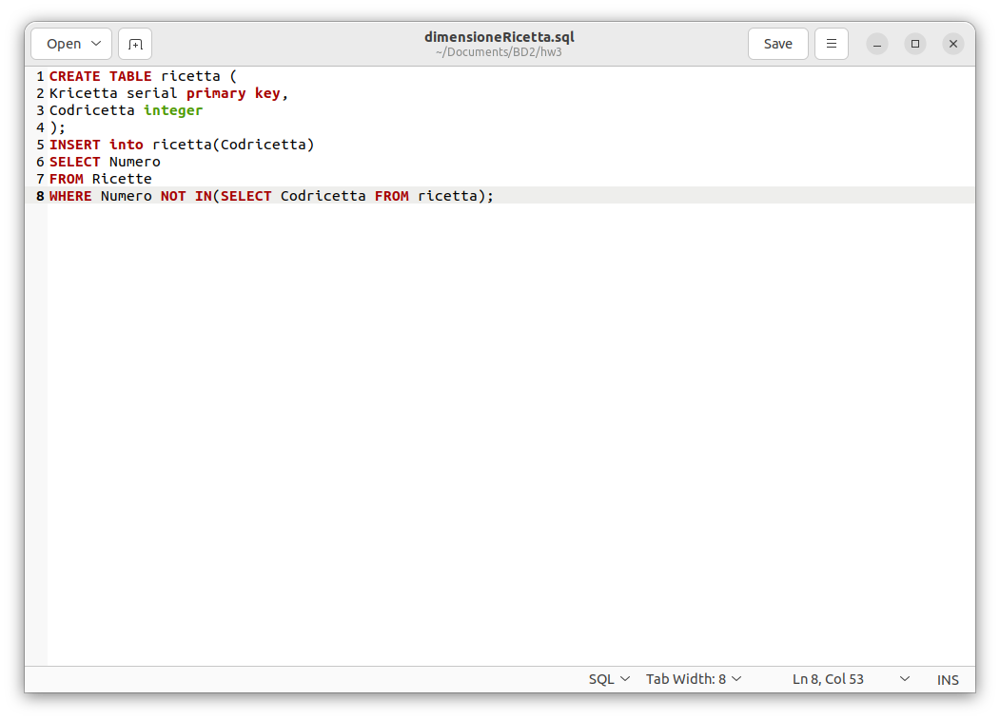 Open
dimensioneRicetta.sql
~/Documents/BD2/hw3
Save
1 CREATE TABLE ricetta (
2 Kricetta serial primary key,
3 Codricetta integer
4 );
5 INSERT into ricetta(Codricetta)
6 SELECT Numero
7 FROM Ricette
8 WHERE Numero NOT IN(SELECT Codricetta FROM ricetta);
SQL Tab Width: 8 Ln 8, Col 53 INS